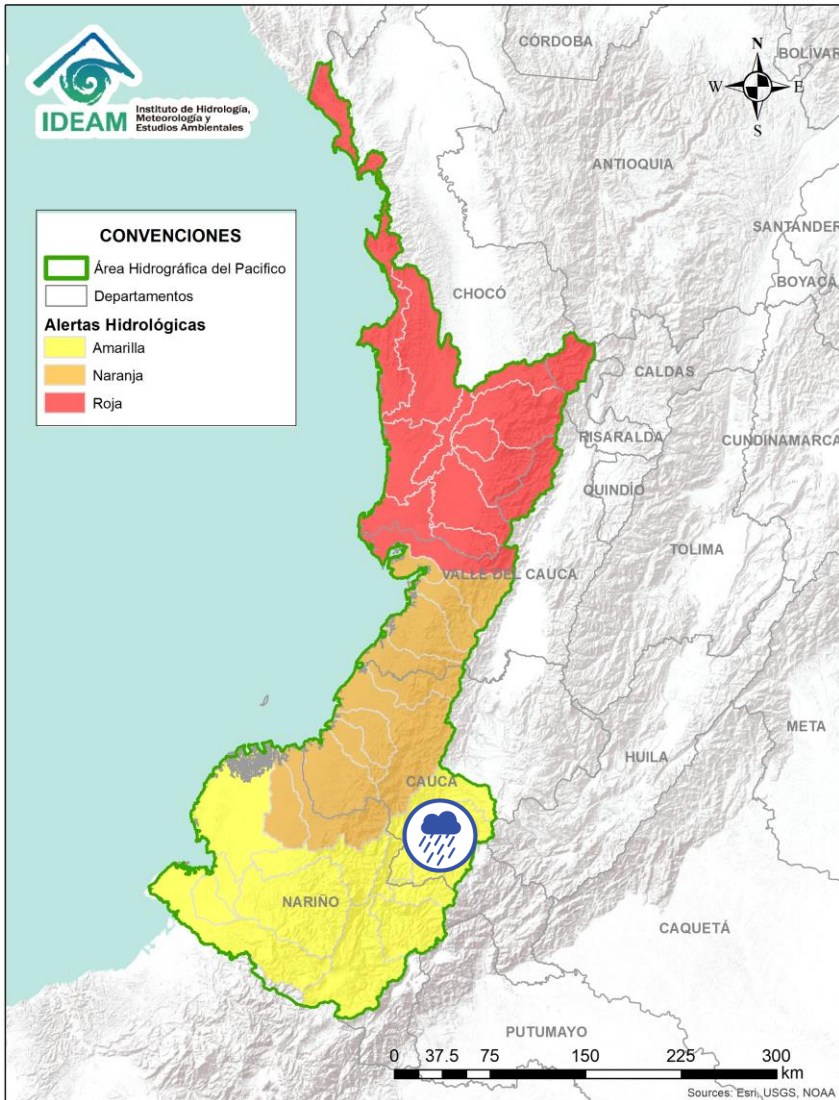 IDEAM
Instituto de Hidrología,
Meteorología y
Estudios Ambientales
CÓRDOBA
BOLÍVAR
N
W
E
S
ANTIOQUIA
SANTANDER
BOYACÁ
CONVENCIONES
Área Hidrográfica del Pacifico
Departamentos
Alertas Hidrológicas
Amarilla
Naranja
Roja
CHOCÓ
CALDAS
RISARALDA
CUNDINAMARCA
QUINDÍO
TOLIMA
VALLE DEL CAUCA
META
HUILA
CAUCA
NARIÑO
CAQUETÁ
PUTUMAYO
0 37.5 75 150 225 300
km
Sources: Esri, USGS, NOAA